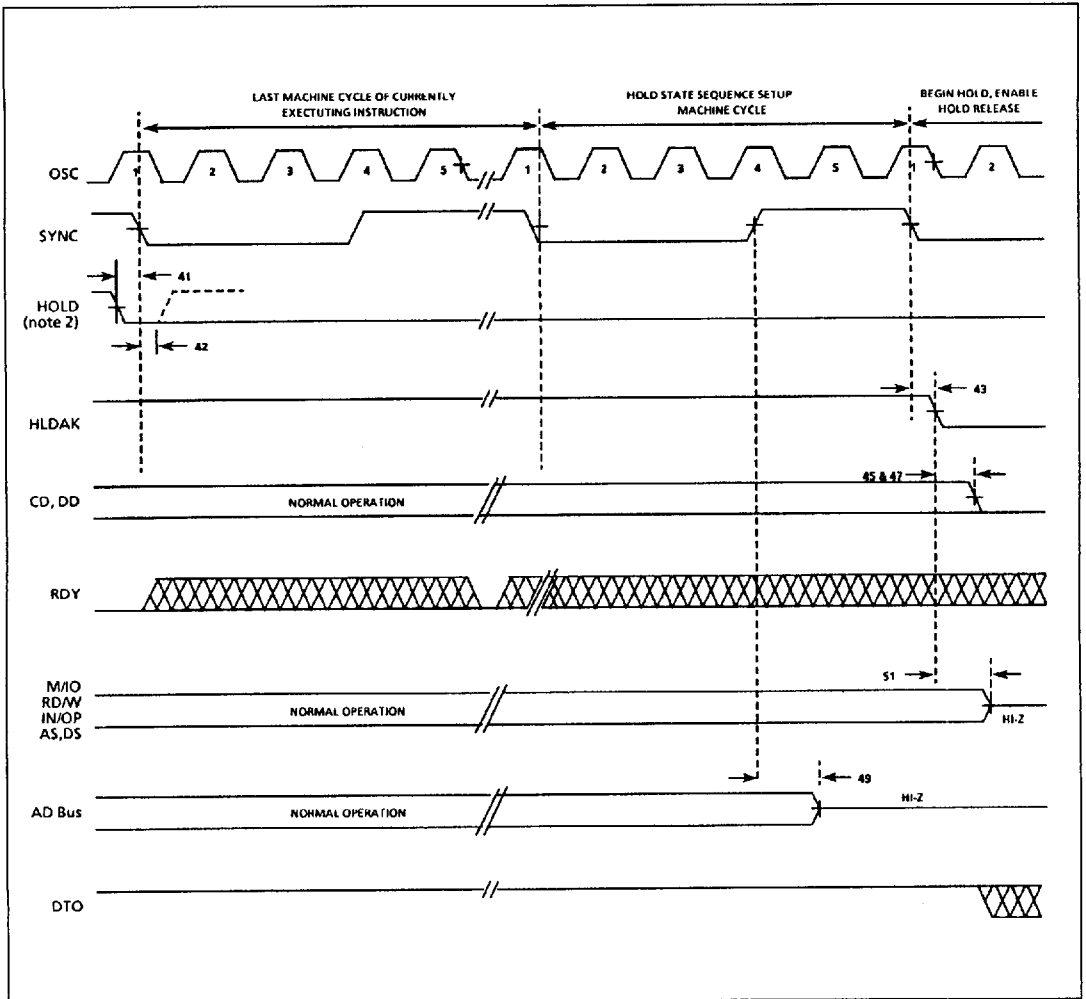 LAST MACHINE CYCLE OF CURRENTLY
EXECTUTING INSTRUCTION
HOLD STATE SEQUENCE SETUP
MACHINE CYCLE
BEGIN HOLD, ENABLE
HOLD RELEASE
OSC
1 2 3 4 5 1 2 3 4 5 1 2
SYNC
41
HOLD
(note 2)
42
43
HLDAK
45 & 47
CD, DD
NORMAL OPERATION
RDY
51
M/IO
RD/W
IN/OP
AS,DS
NORMAL OPERATION
HI-Z
49
AD Bus
NORMAL OPERATION
HI-Z
DTO